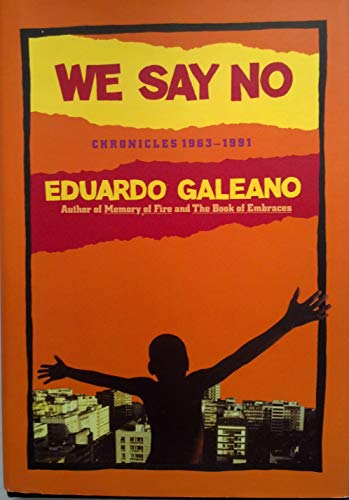 WE SAY NO
CHRONICLES 1963–1991
EDUARDO GALEANO
Author of Memory of Fire and The Book of Embraces